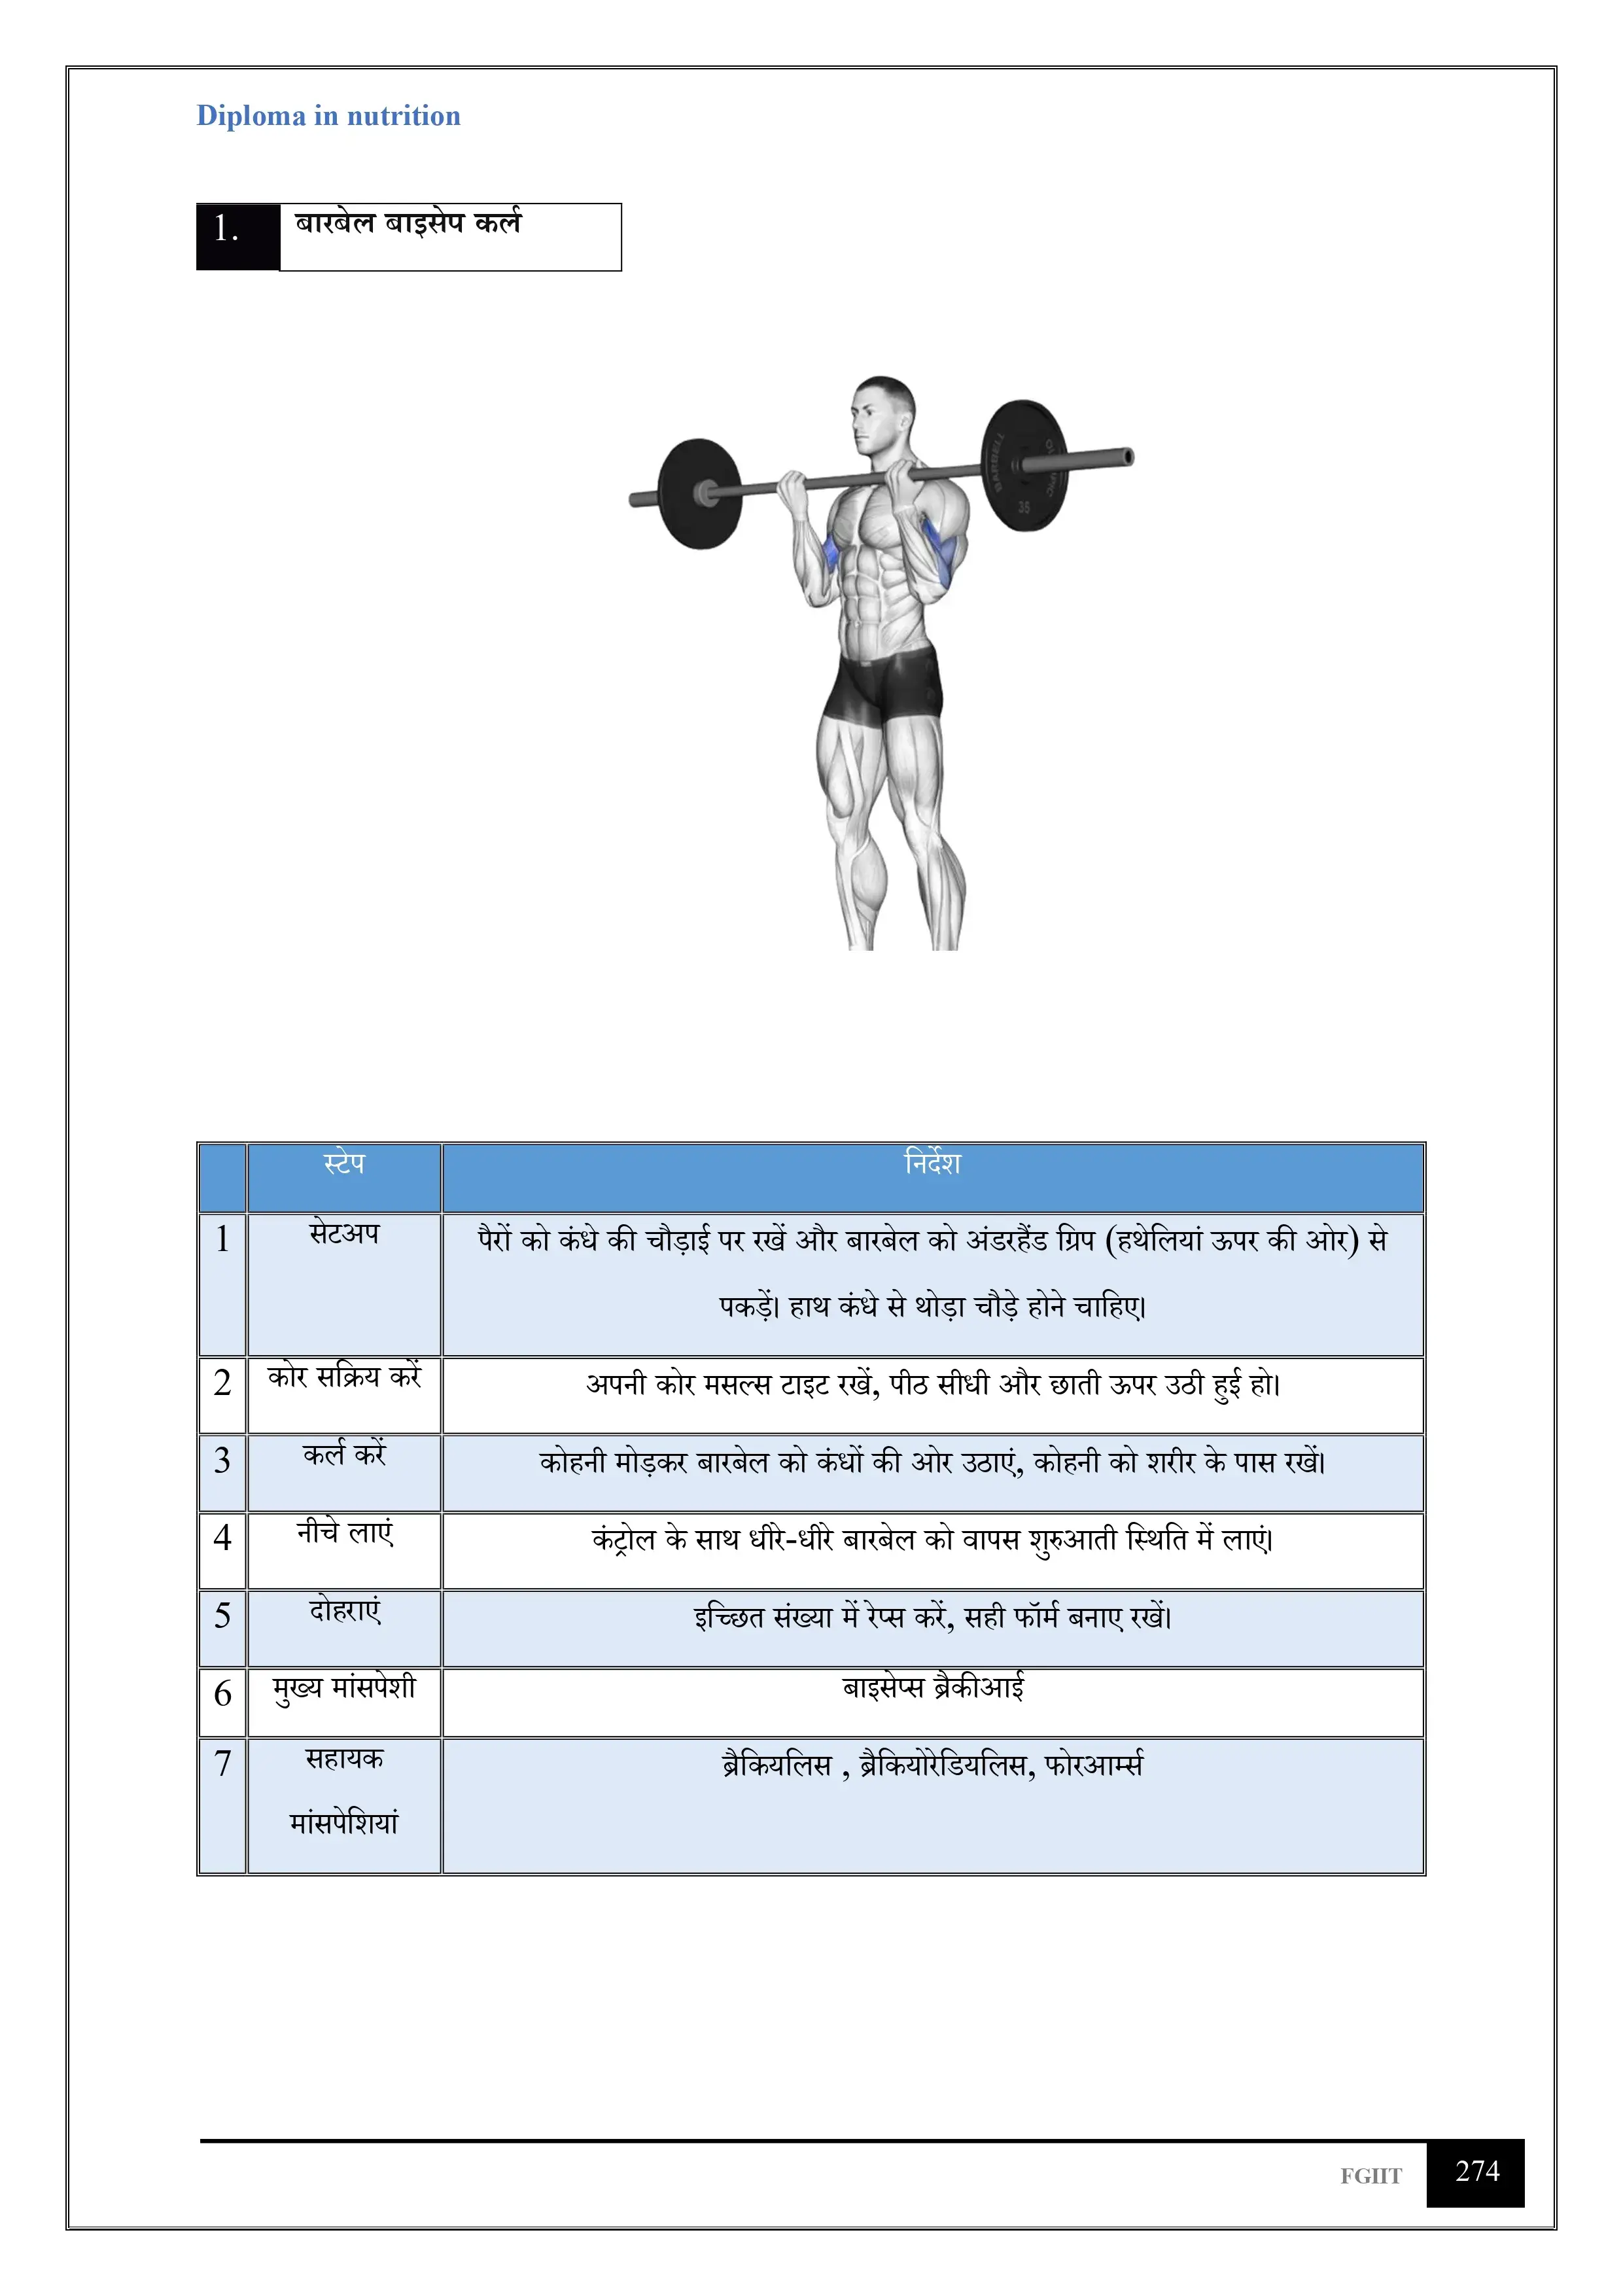 Diploma in nutrition
1. बारबेल बाइसेप कर्ल
BARBELL
35
स्टेप निर्देश
1 सेटअप पैरों को कंधे की चौड़ाई पर रखें और बारबेल को अंडरहैंड ग्रिप (हथेलियां ऊपर की ओर) से
पकड़ें। हाथ कंधे से थोड़ा चौड़े होने चाहिए।
2 कोर सक्रिय करें अपनी कोर मसल्स टाइट रखें, पीठ सीधी और छाती ऊपर उठी हुई हो।
3 कर्ल करें कोहनी मोड़कर बारबेल को कंधों की ओर उठाएं, कोहनी को शरीर के पास रखें।
4 नीचे लाएं कंट्रोल के साथ धीरे-धीरे बारबेल को वापस शुरुआती स्थिति में लाएं।
5 दोहराएं इच्छित संख्या में रेप्स करें, सही फॉर्म बनाए रखें।
6 मुख्य मांसपेशी बाइसेप्स ब्रैकीआई
7 सहायक ब्रैकियलिस , ब्रैकियोरेडियलिस, फोरआर्म्स
मांसपेशियां
FGIIT 274